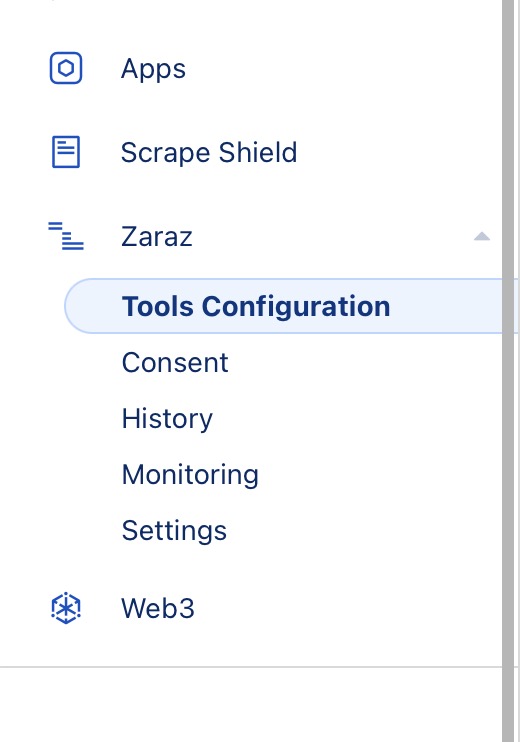 Apps
Scrape Shield
Zaraz
Tools Configuration
Consent
History
Monitoring
Settings
Web3